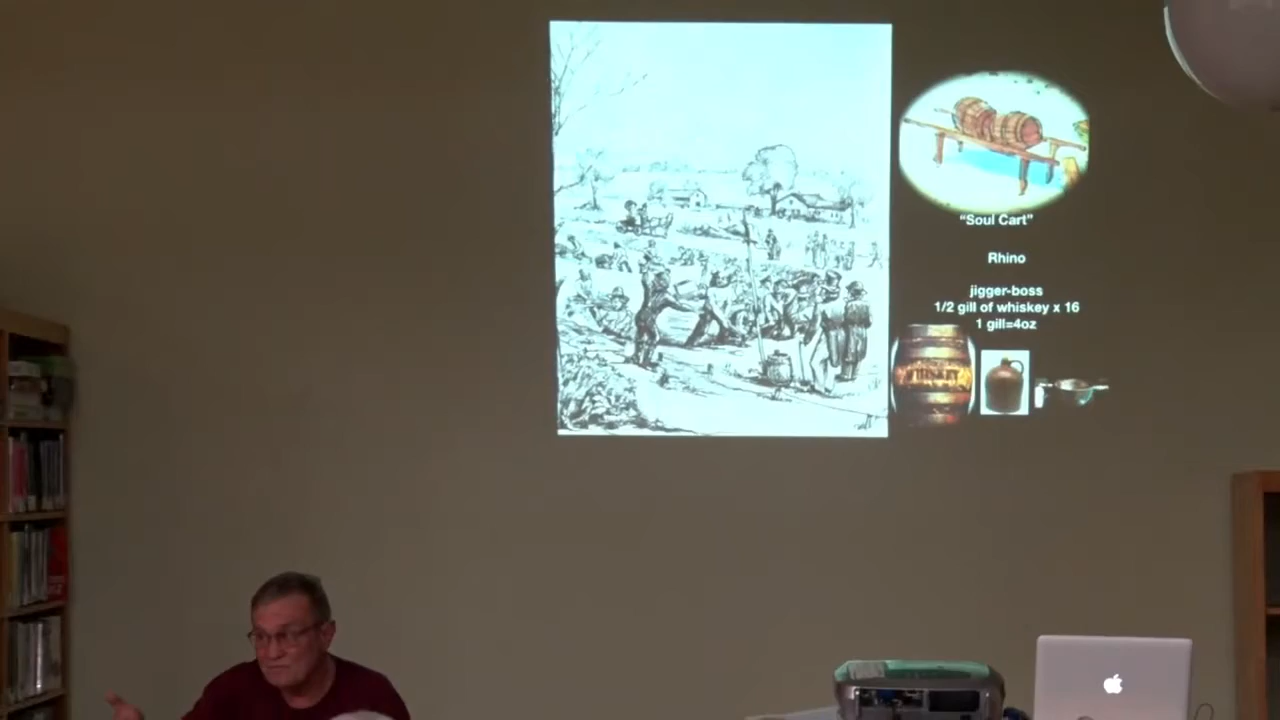 “Soul Cart”
Rhino
jigger-boss
1/2 gill of whiskey x 16
1 gill=4oz
WHISKEY